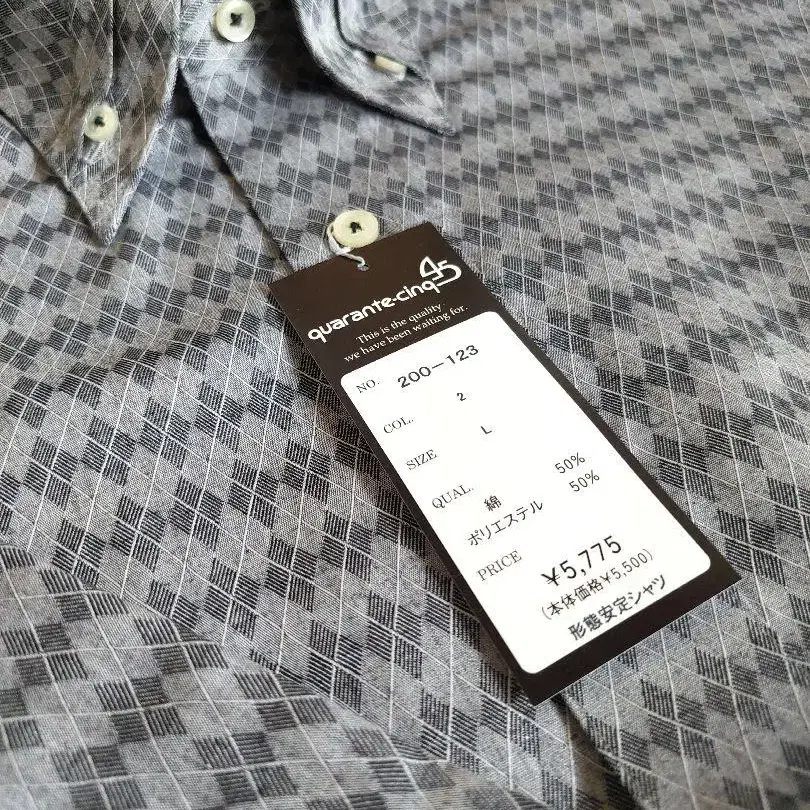 45
quarante-cinq
This is the quality
we have been waiting for.
NO. 200-123
COL. 2
SIZE L
QUAL.
綿 50%
ポリエステル 50%
PRICE
¥5,775
(本体価格¥5,500)
形態安定シャツ